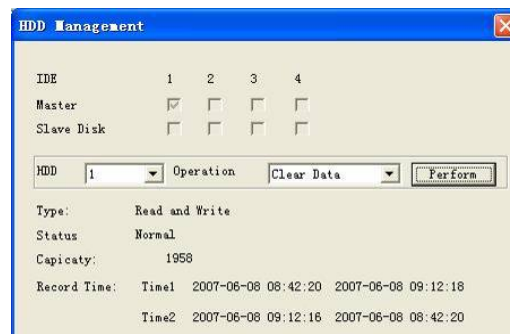 HDD Management
IDE 1 2 3 4
Master
Slave Disk
HDD 1 Operation Clear Data Perform
Type: Read and Write
Status Normal
Capicaty: 1958
Record Time: Time1 2007-06-08 08:42:20 2007-06-08 09:12:18
Time2 2007-06-08 09:12:16 2007-06-08 08:42:20